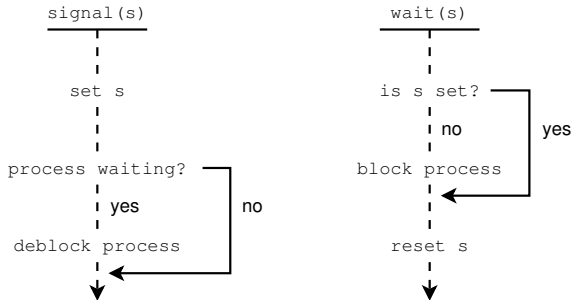 signal(s)
set s
process waiting?
yes
no
deblock process
wait(s)
is s set?
no
yes
block process
reset s